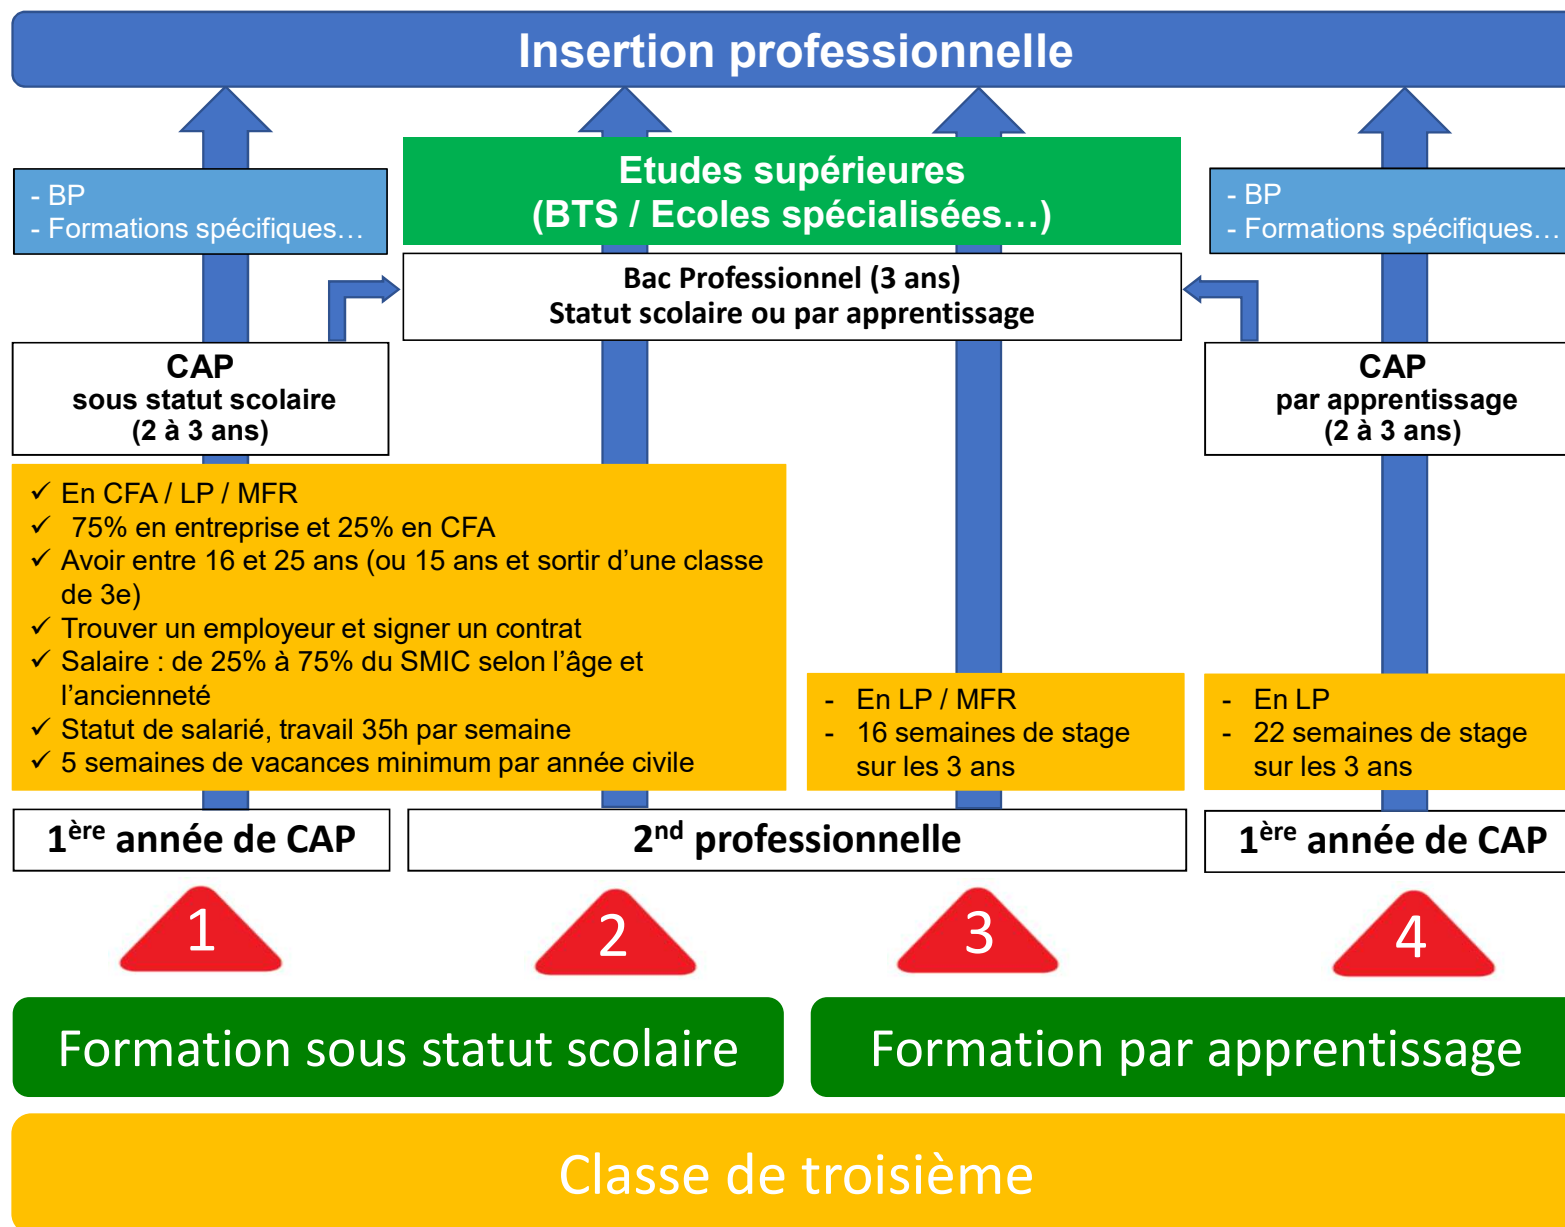 Insertion professionnelle
- BP
- Formations spécifiques…
Etudes supérieures
(BTS / Ecoles spécialisées…)
- BP
- Formations spécifiques…
Bac Professionnel (3 ans)
Statut scolaire ou par apprentissage
CAP
sous statut scolaire
(2 à 3 ans)
CAP
par apprentissage
(2 à 3 ans)
✓ En CFA / LP / MFR
✓ 75% en entreprise et 25% en CFA
✓ Avoir entre 16 et 25 ans (ou 15 ans et sortir d’une classe
de 3e)
✓ Trouver un employeur et signer un contrat
✓ Salaire : de 25% à 75% du SMIC selon l’âge et
l’ancienneté
✓ Statut de salarié, travail 35h par semaine
✓ 5 semaines de vacances minimum par année civile
- En LP / MFR
- 16 semaines de stage
sur les 3 ans
- En LP
- 22 semaines de stage
sur les 3 ans
1ère année de CAP
2nd professionnelle
1ère année de CAP
1
2
3
4
Formation sous statut scolaire
Formation par apprentissage
Classe de troisième